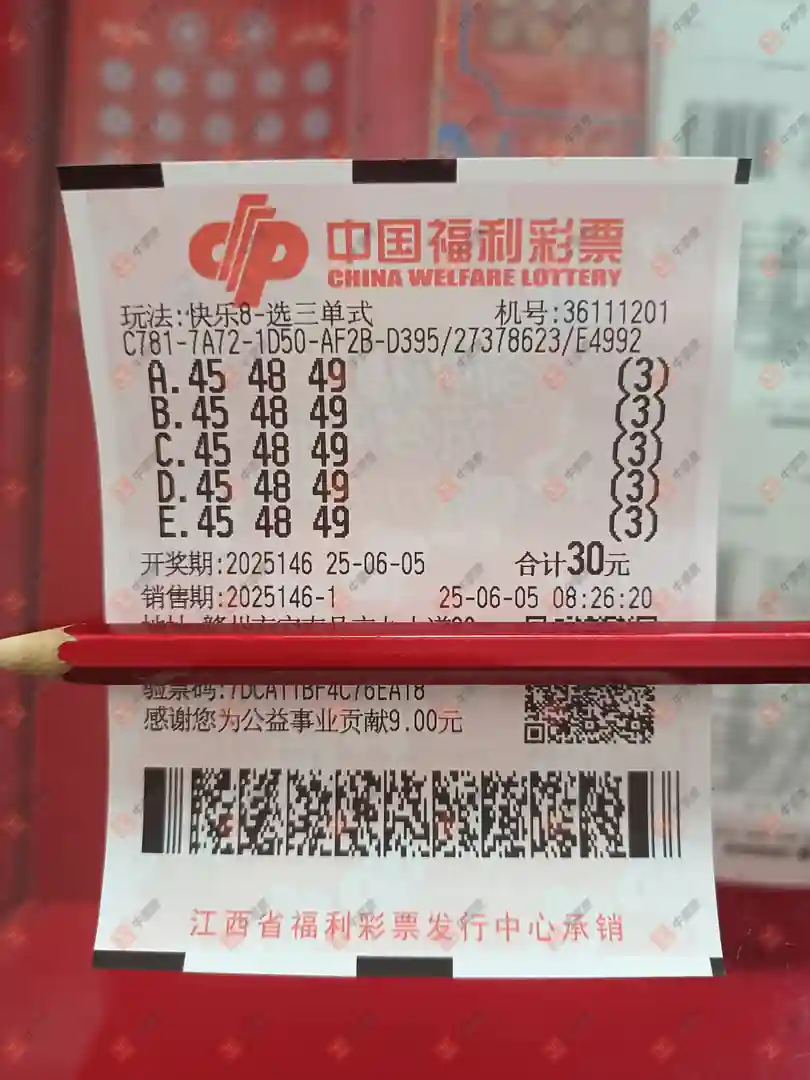 中国福利彩票
CHINA WELFARE LOTTERY
玩法:快乐8-选三单式 机号:36111201
C781-7A72-1D50-AF2B-D395/27378623/E4992
A.45 48 49 (3)
B.45 48 49 (3)
C.45 48 49 (3)
D.45 48 49 (3)
E.45 48 49 (3)
开奖期:2025146 25-06-05 合计30元
销售期:2025146-1 25-06-05 08:26:20
验票码:7DCA11BF4C76EA18
感谢您为公益事业贡献9.00元
江西省福利彩票发行中心承销